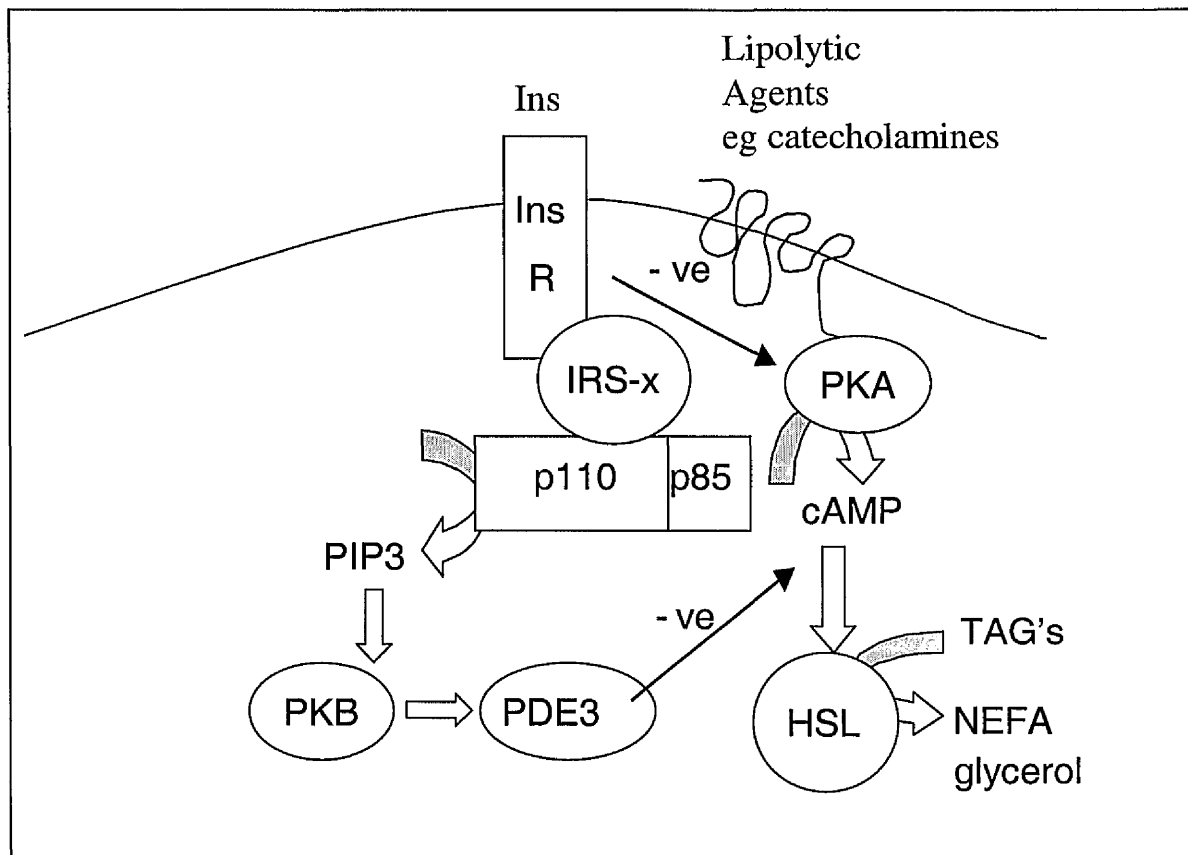 Lipolytic
Agents
eg catecholamines
Ins
Ins
R
- ve
IRS-x
PKA
p110
p85
cAMP
PIP3
- ve
TAG's
PKB
PDE3
HSL
NEFA
glycerol